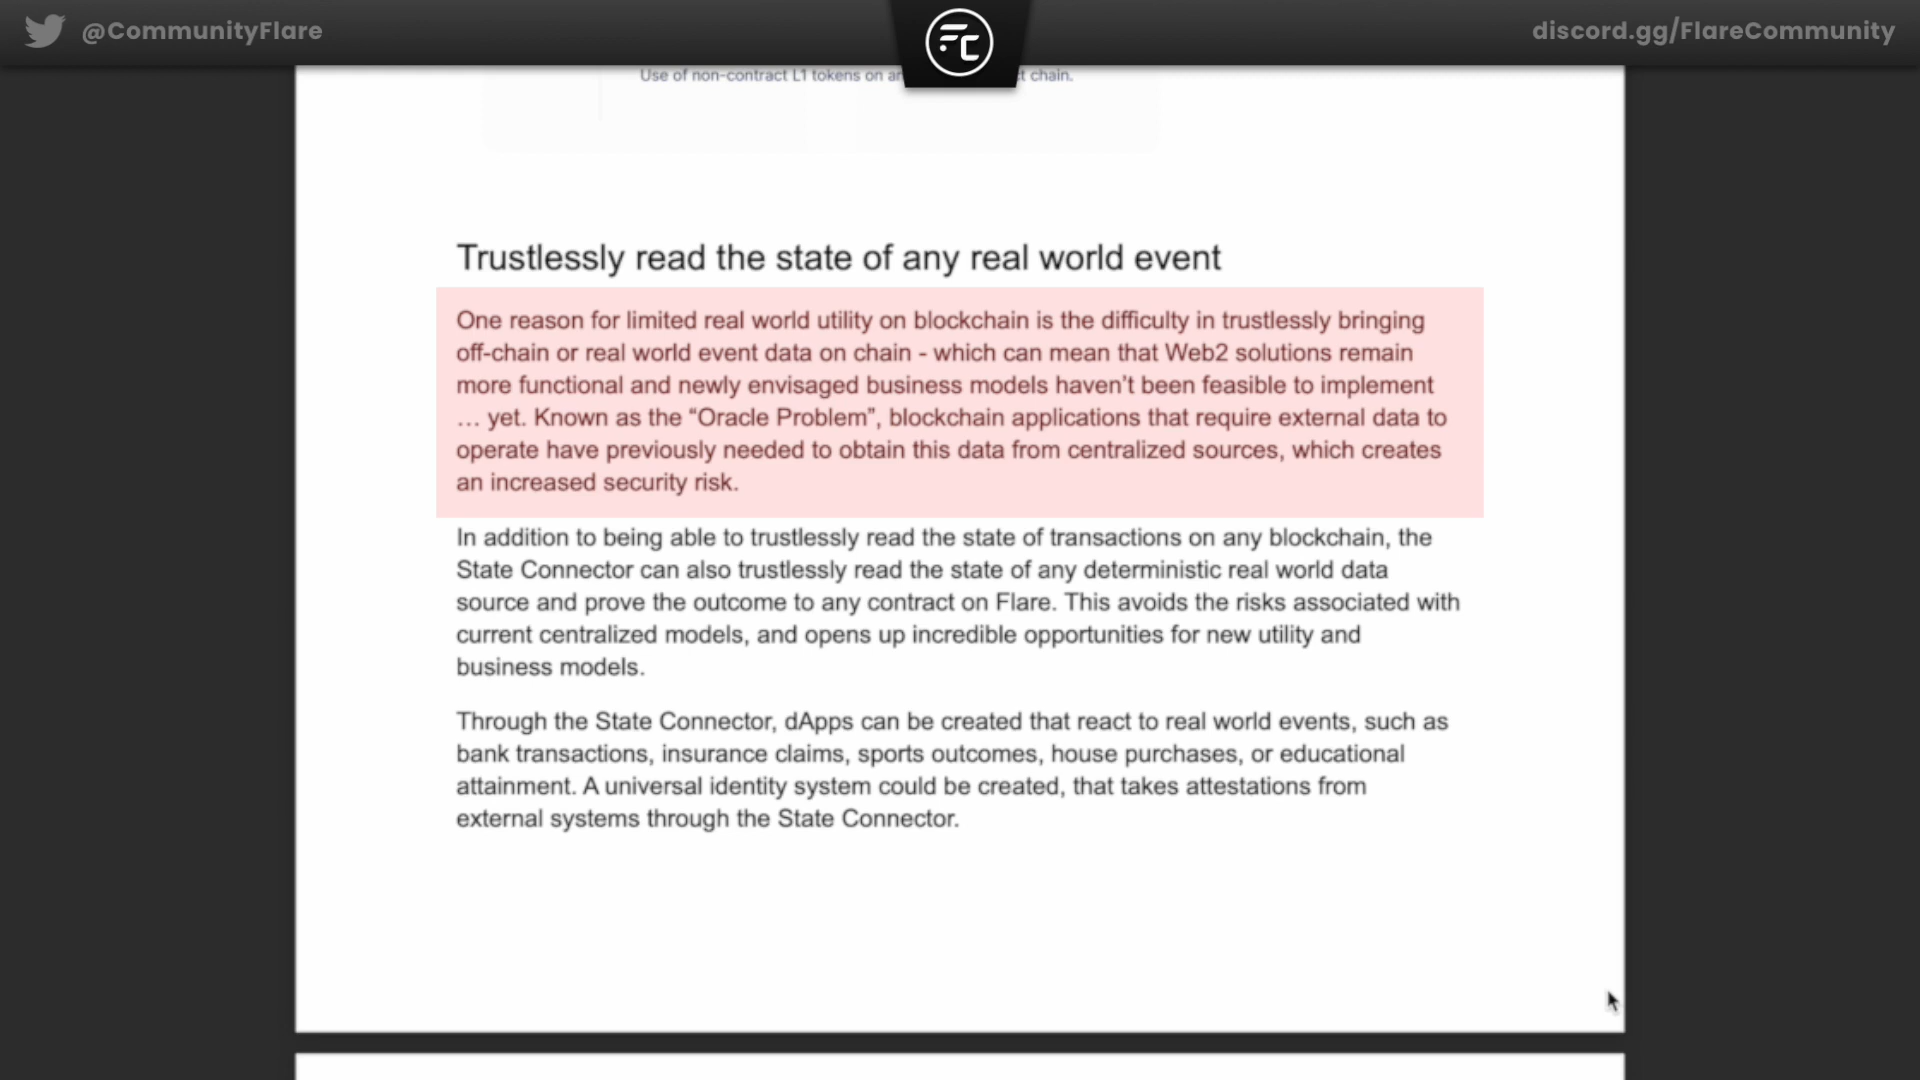 @CommunityFlare
FC
discord.gg/FlareCommunity
Use of non-contract L1 tokens on
chain.
Trustlessly read the state of any real world event
One reason for limited real world utility on blockchain is the difficulty in trustlessly bringing
off-chain or real world event data on chain - which can mean that Web2 solutions remain
more functional and newly envisaged business models haven't been feasible to implement
… yet. Known as the “Oracle Problem”, blockchain applications that require external data to
operate have previously needed to obtain this data from centralized sources, which creates
an increased security risk.
In addition to being able to trustlessly read the state of transactions on any blockchain, the
State Connector can also trustlessly read the state of any deterministic real world data
source and prove the outcome to any contract on Flare. This avoids the risks associated with
current centralized models, and opens up incredible opportunities for new utility and
business models.
Through the State Connector, dApps can be created that react to real world events, such as
bank transactions, insurance claims, sports outcomes, house purchases, or educational
attainment. A universal identity system could be created, that takes attestations from
external systems through the State Connector.